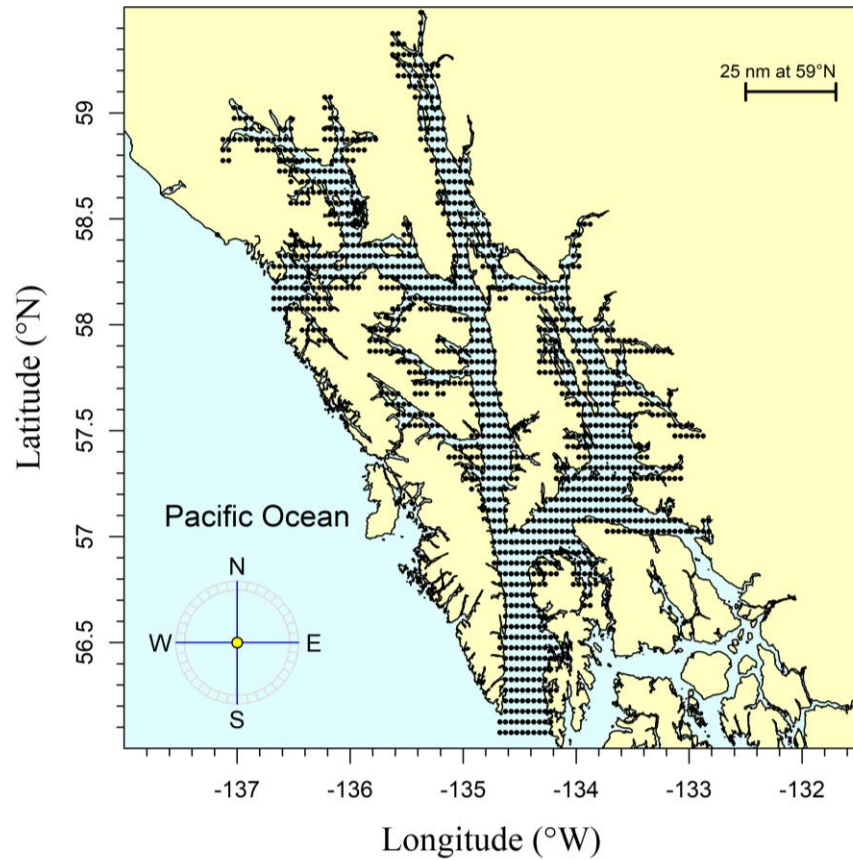 25 nm at 59°N
59
58.5
58
57.5
57
56.5
Latitude (°N)
Pacific Ocean
N
W E
S
-137 -136 -135 -134 -133 -132
Longitude (°W)